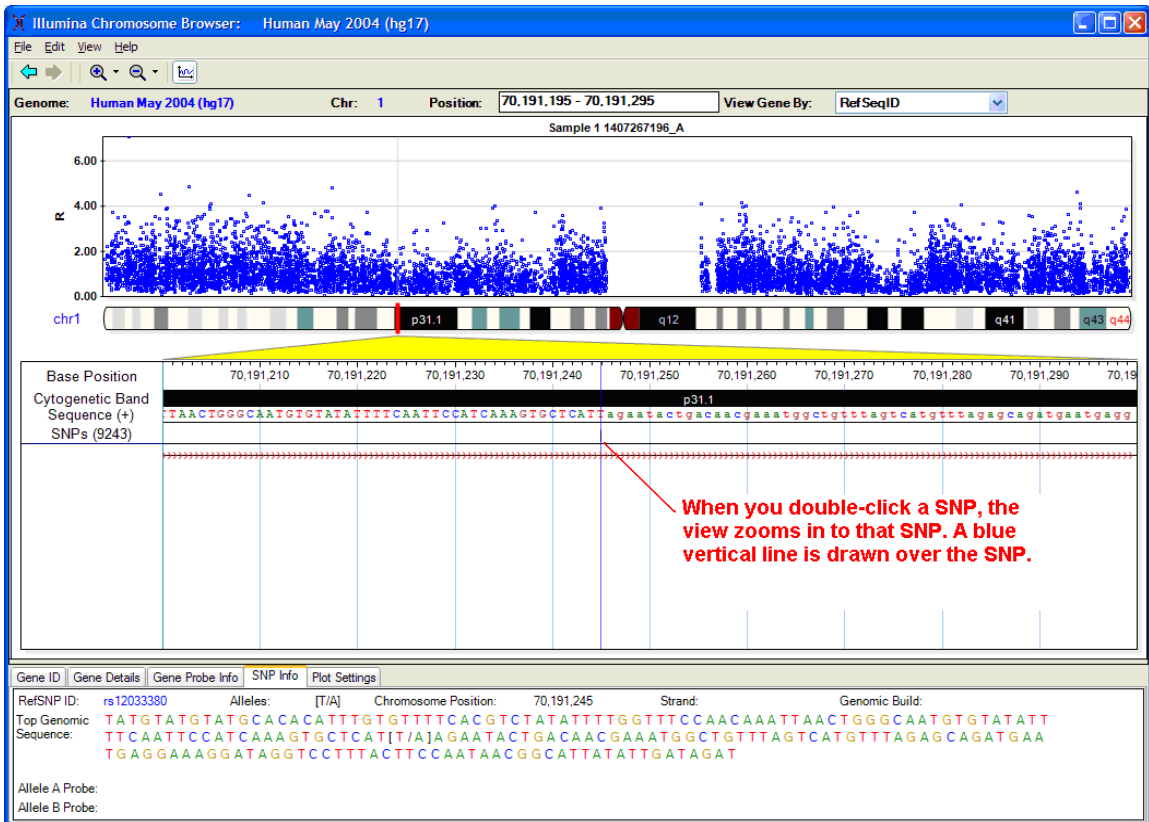 Illumina Chromosome Browser: Human May 2004 (hg17)
File Edit View Help
Genome: Human May 2004 (hg17) Chr: 1 Position: 70,191,195 - 70,191,295 View Gene By: RefSeqID
Sample 1 1407267196_A
6.00
4.00
R
2.00
0.00
chr1 p31.1 q12 q41 q43 q44
Base Position 70,191,210 70,191,220 70,191,230 70,191,240 70,191,250 70,191,260 70,191,270 70,191,280 70,191,290 70,19
Cytogenetic Band p31.1
Sequence (+) TAACTGGGCAATGTGTATATTTTCAATTCCATCAAAGTGCTCATTagaatactgacaacgaaatggctgtttagtcatgtttagagcagatgaatgagg
SNPs (9243)
When you double-click a SNP, the
view zooms in to that SNP. A blue
vertical line is drawn over the SNP.
Gene ID Gene Details Gene Probe Info SNP Info Plot Settings
RefSNP ID: rs12033380 Alleles: [T/A] Chromosome Position: 70,191,245 Strand: Genomic Build:
Top Genomic TATGTATGTATGCACACATTTGTGTTTTCACGTCTATATTTTGGTTTCCAACAAATTAACTGGGCAATGTGTATATT
Sequence: TTCAATTCCATCAAAGTGCTCAT[T/A]AGAATACTGACAACGAAATGGCTGTTTAGTCATGTTTAGAGCAGATGAA
TGAGGAAAGGATAGGTCCTTTACTTCCAATAACGGCATTATATTGATAGAT
Allele A Probe:
Allele B Probe: